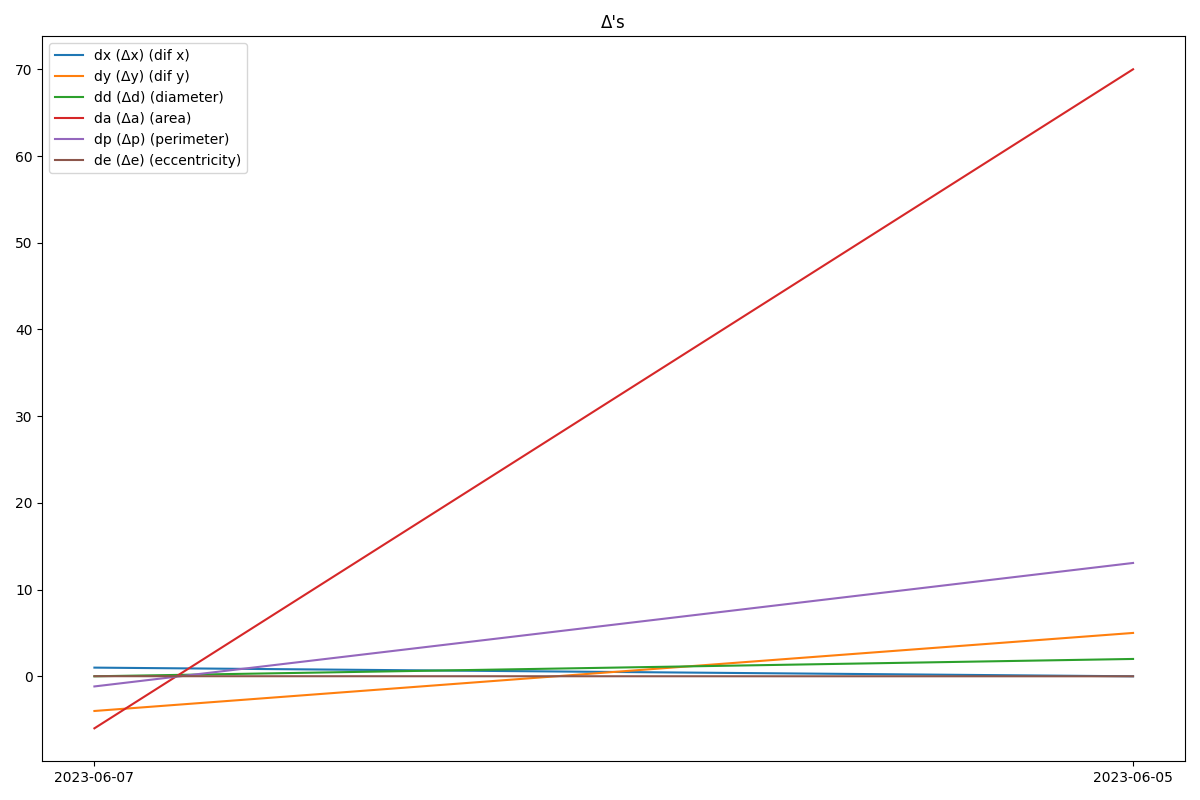 Δ's
dx (Δx) (dif x)
dy (Δy) (dif y)
dd (Δd) (diameter)
da (Δa) (area)
dp (Δp) (perimeter)
de (Δe) (eccentricity)
70
60
50
40
30
20
10
0
2023-06-07 2023-06-05